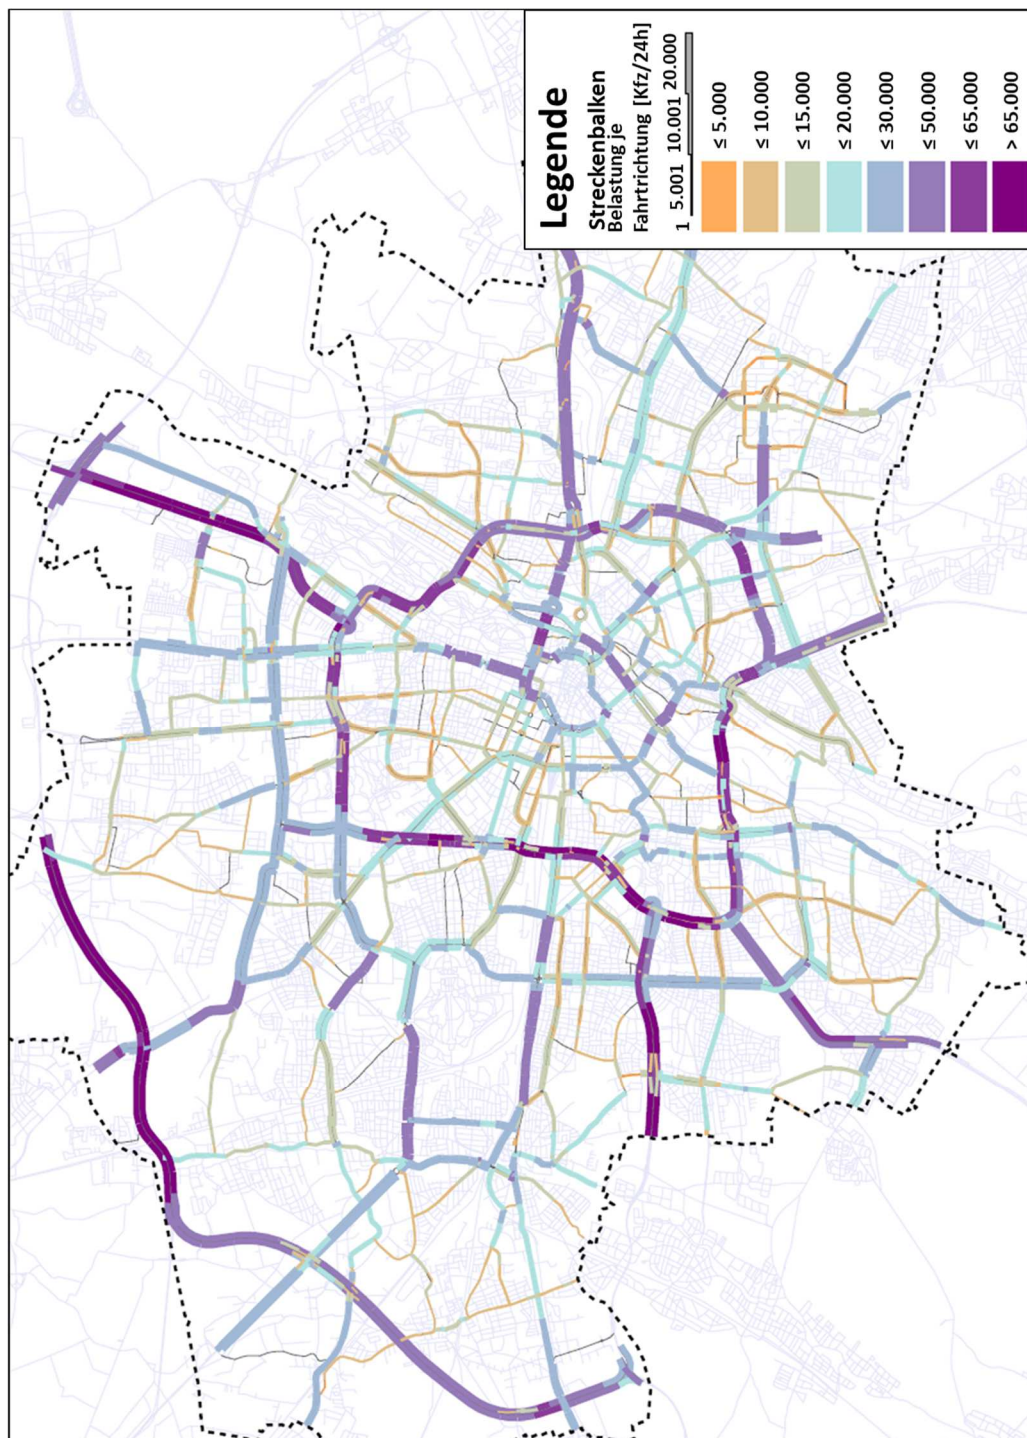 Legende
Streckenbalken
Belastung je
Fahrtrichtung [Kfz/24h]
1 5.001 10.001 20.000
≤ 5.000
≤ 10.000
≤ 15.000
≤ 20.000
≤ 30.000
≤ 50.000
≤ 65.000
> 65.000